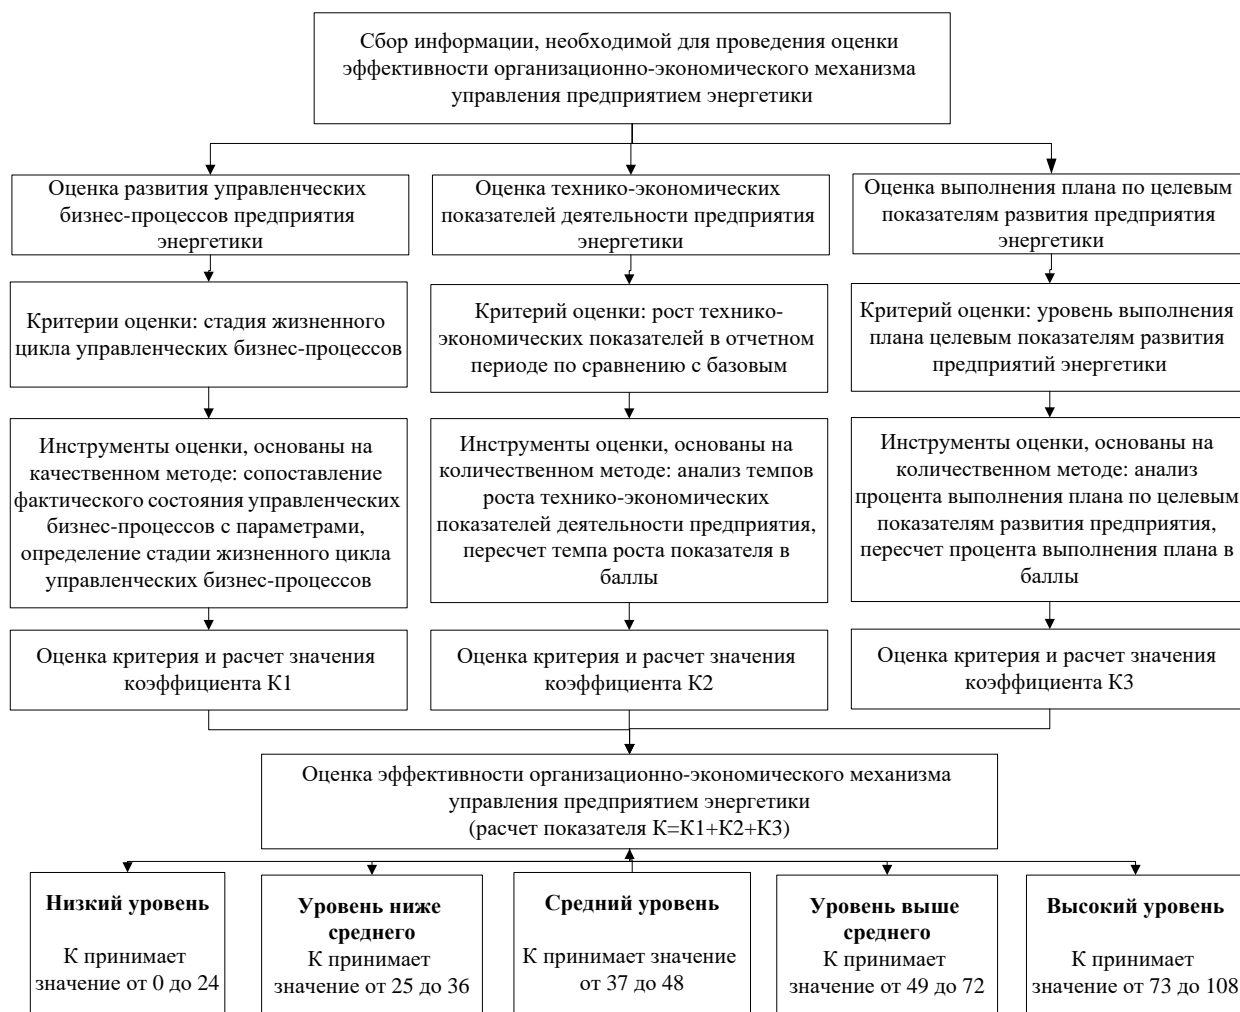 Сбор информации, необходимой для проведения оценки
эффективности организационно-экономического механизма
управления предприятием энергетики
Оценка развития управленческих
бизнес-процессов предприятия
энергетики
Оценка технико-экономических
показателей деятельности предприятия
энергетики
Оценка выполнения плана по целевым
показателям развития предприятия
энергетики
Критерии оценки: стадия жизненного
цикла управленческих бизнес-процессов
Критерий оценки: рост технико-
экономических показателей в отчетном
периоде по сравнению с базовым
Критерий оценки: уровень выполнения
плана целевым показателям развития
предприятий энергетики
Инструменты оценки, основаны на
качественном методе: сопоставление
фактического состояния управленческих
бизнес-процессов с параметрами,
определение стадии жизненного цикла
управленческих бизнес-процессов
Инструменты оценки, основаны на
количественном методе: анализ темпов
роста технико-экономических
показателей деятельности предприятия,
пересчет темпа роста показателя в
баллы
Инструменты оценки, основаны на
количественном методе: анализ
процента выполнения плана по целевым
показателям развития предприятия,
пересчет процента выполнения плана в
баллы
Оценка критерия и расчет значения
коэффициента К1
Оценка критерия и расчет значения
коэффициента К2
Оценка критерия и расчет значения
коэффициента К3
Оценка эффективности организационно-экономического механизма
управления предприятием энергетики
(расчет показателя К=К1+К2+К3)
Низкий уровень
К принимает
значение от 0 до 24
Уровень ниже
среднего
К принимает
значение от 25 до 36
Средний уровень
К принимает значение
от 37 до 48
Уровень выше
среднего
К принимает
значение от 49 до 72
Высокий уровень
К принимает
значение от 73 до 108